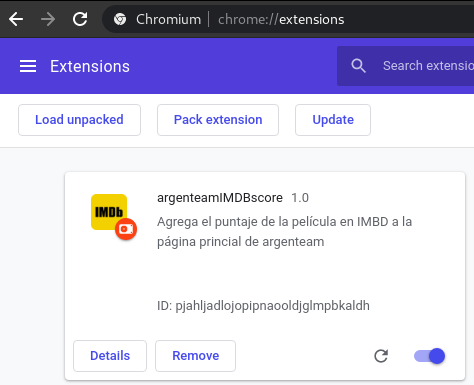 Chromium | chrome://extensions
Extensions
Search extensio
Load unpacked
Pack extension
Update
IMDb
argenteamIMDBscore 1.0
Agrega el puntaje de la película en IMBD a la
página princial de argenteam
ID: pjahljadlojopipnaooldjglmpbkaldh
Details
Remove